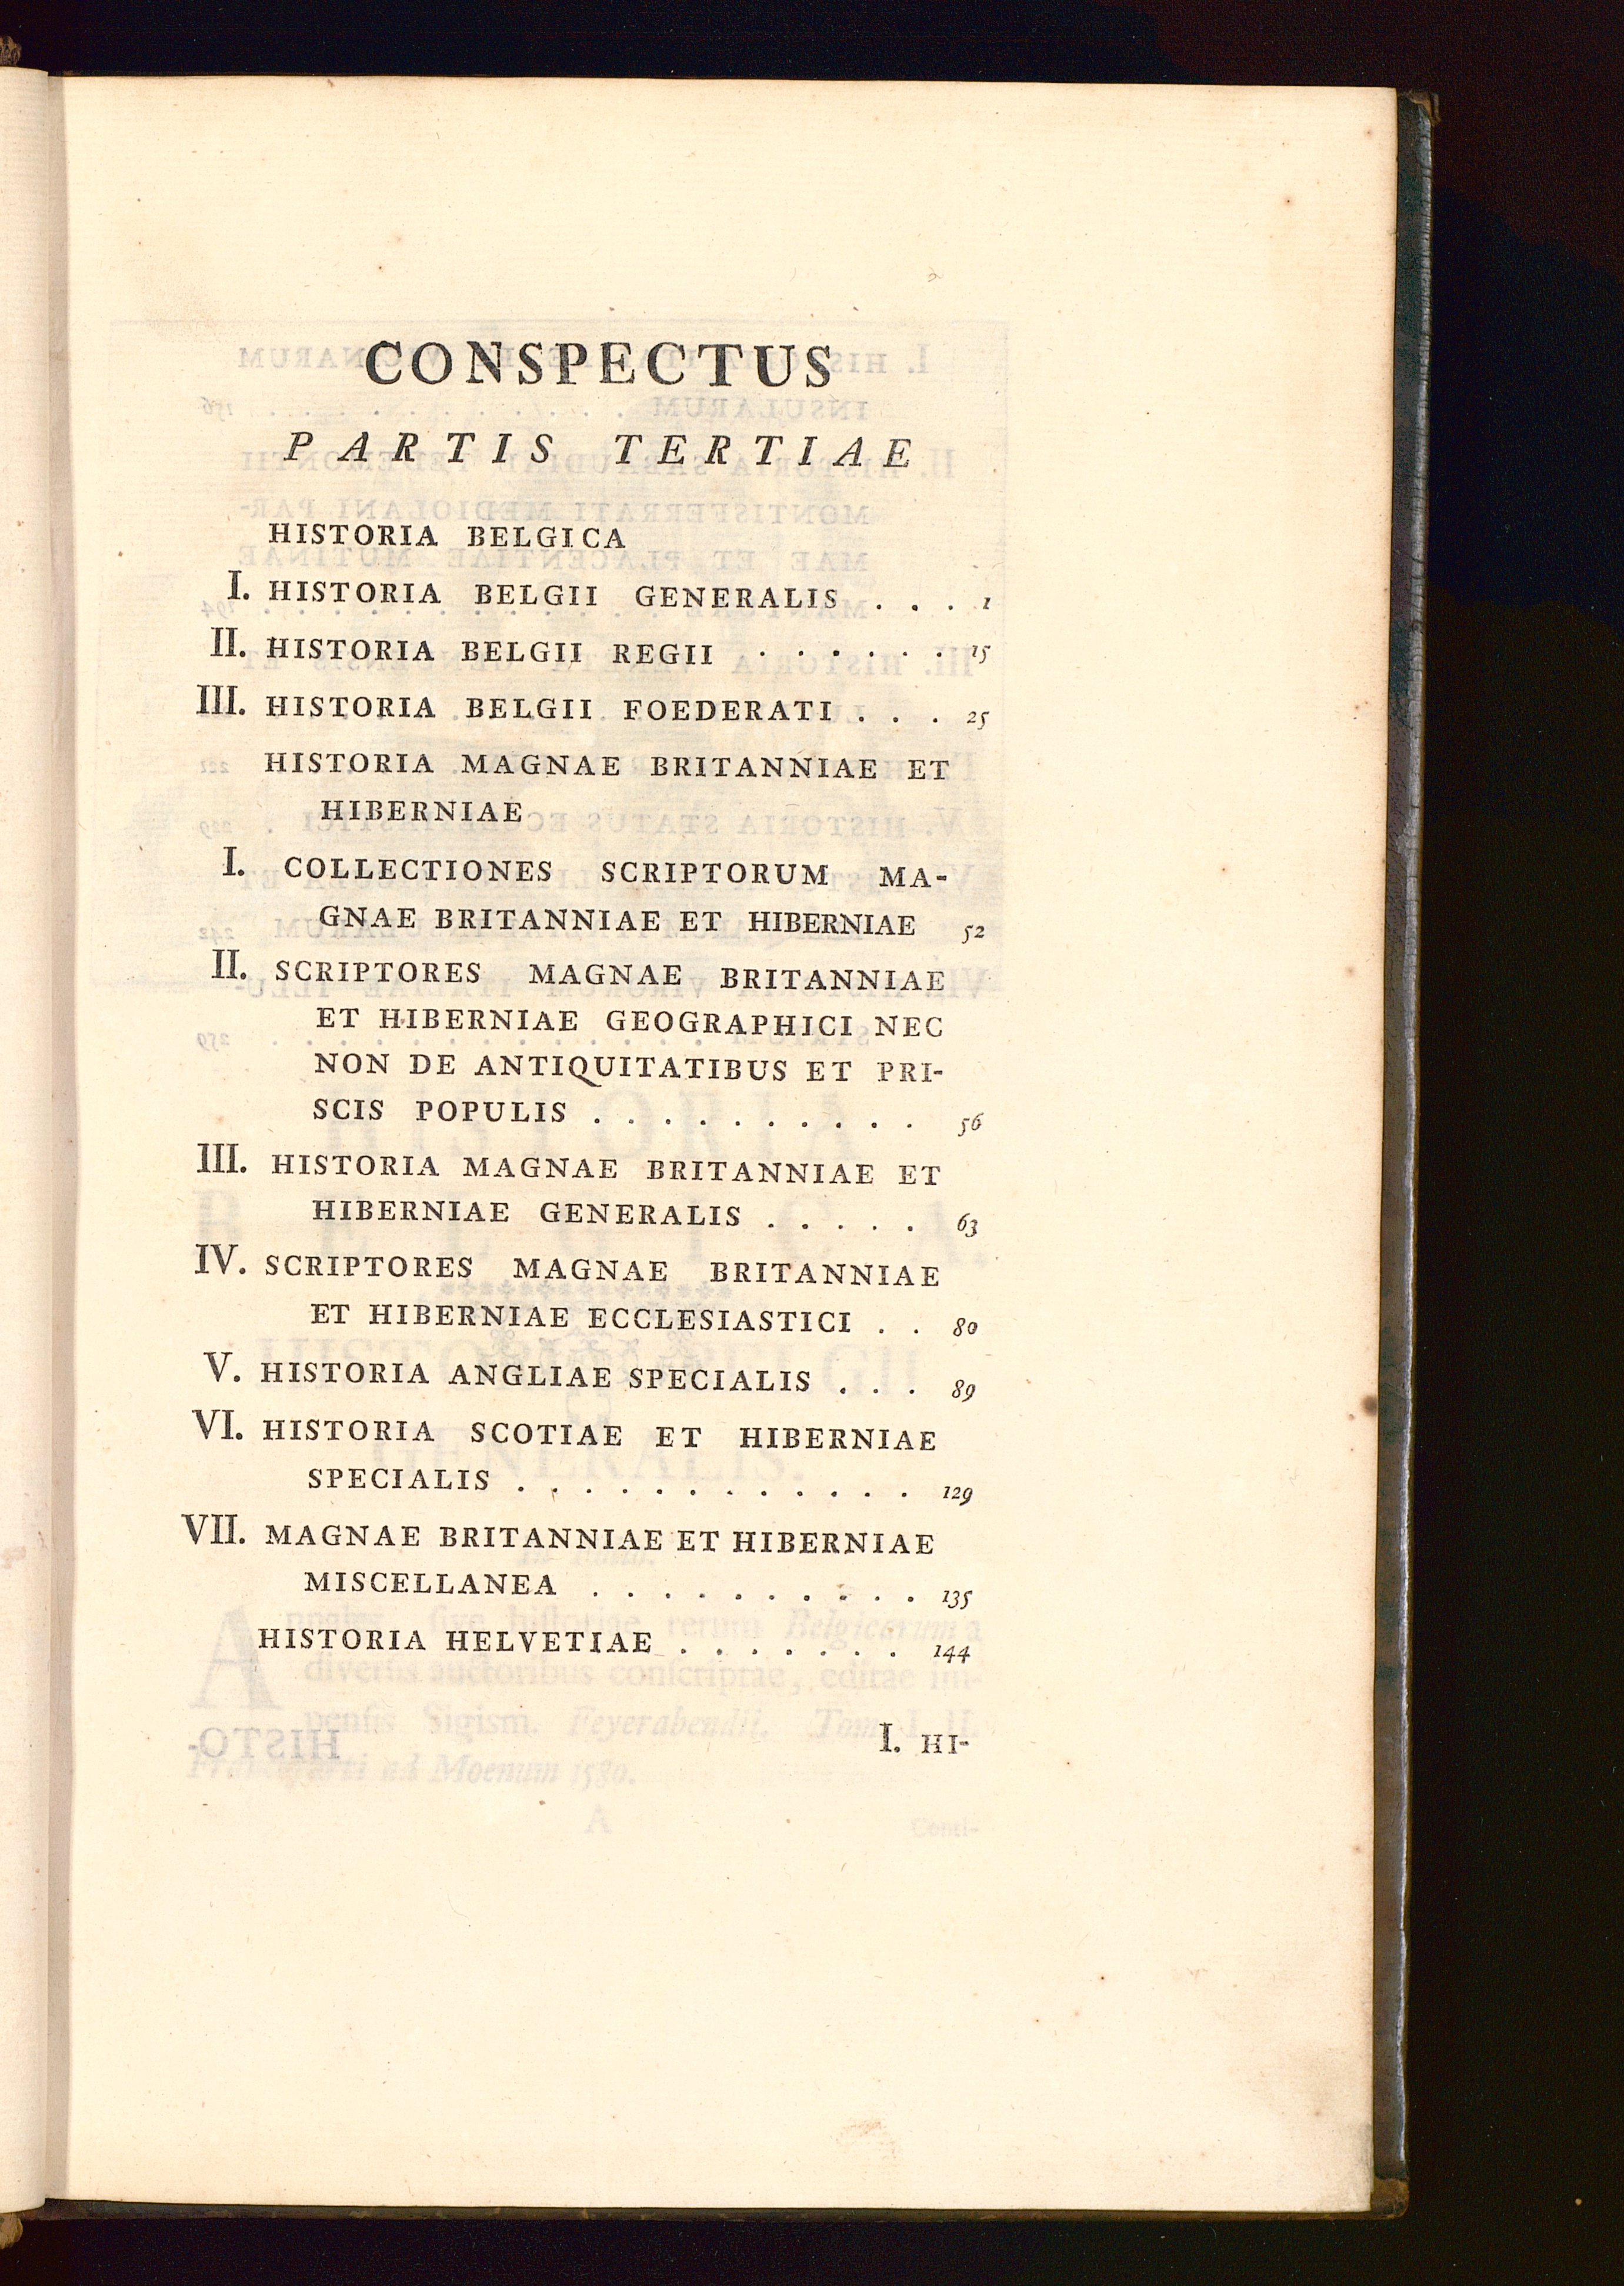 CONSPECTUS
PARTIS TERTIAE
HISTORIA BELGICA
I. HISTORIA BELGII GENERALIS . . . 1
II. HISTORIA BELGII REGII . . . . . . 15
III. HISTORIA BELGII FOEDERATI . . . 25
HISTORIA MAGNAE BRITANNIAE ET
HIBERNIAE
I. COLLECTIONES SCRIPTORUM MA-
GNAE BRITANNIAE ET HIBERNIAE 52
II. SCRIPTORES MAGNAE BRITANNIAE
ET HIBERNIAE GEOGRAPHICI NEC
NON DE ANTIQUITATIBUS ET PRI-
SCIS POPULIS . . . . . . . . . . 56
III. HISTORIA MAGNAE BRITANNIAE ET
HIBERNIAE GENERALIS . . . . . 63
IV. SCRIPTORES MAGNAE BRITANNIAE
ET HIBERNIAE ECCLESIASTICI . . 80
V. HISTORIA ANGLIAE SPECIALIS . . . 89
VI. HISTORIA SCOTIAE ET HIBERNIAE
SPECIALIS . . . . . . . . . . . . 129
VII. MAGNAE BRITANNIAE ET HIBERNIAE
MISCELLANEA . . . . . . . . . . 135
HISTORIA HELVETIAE . . . . . . . 144
I. HI-